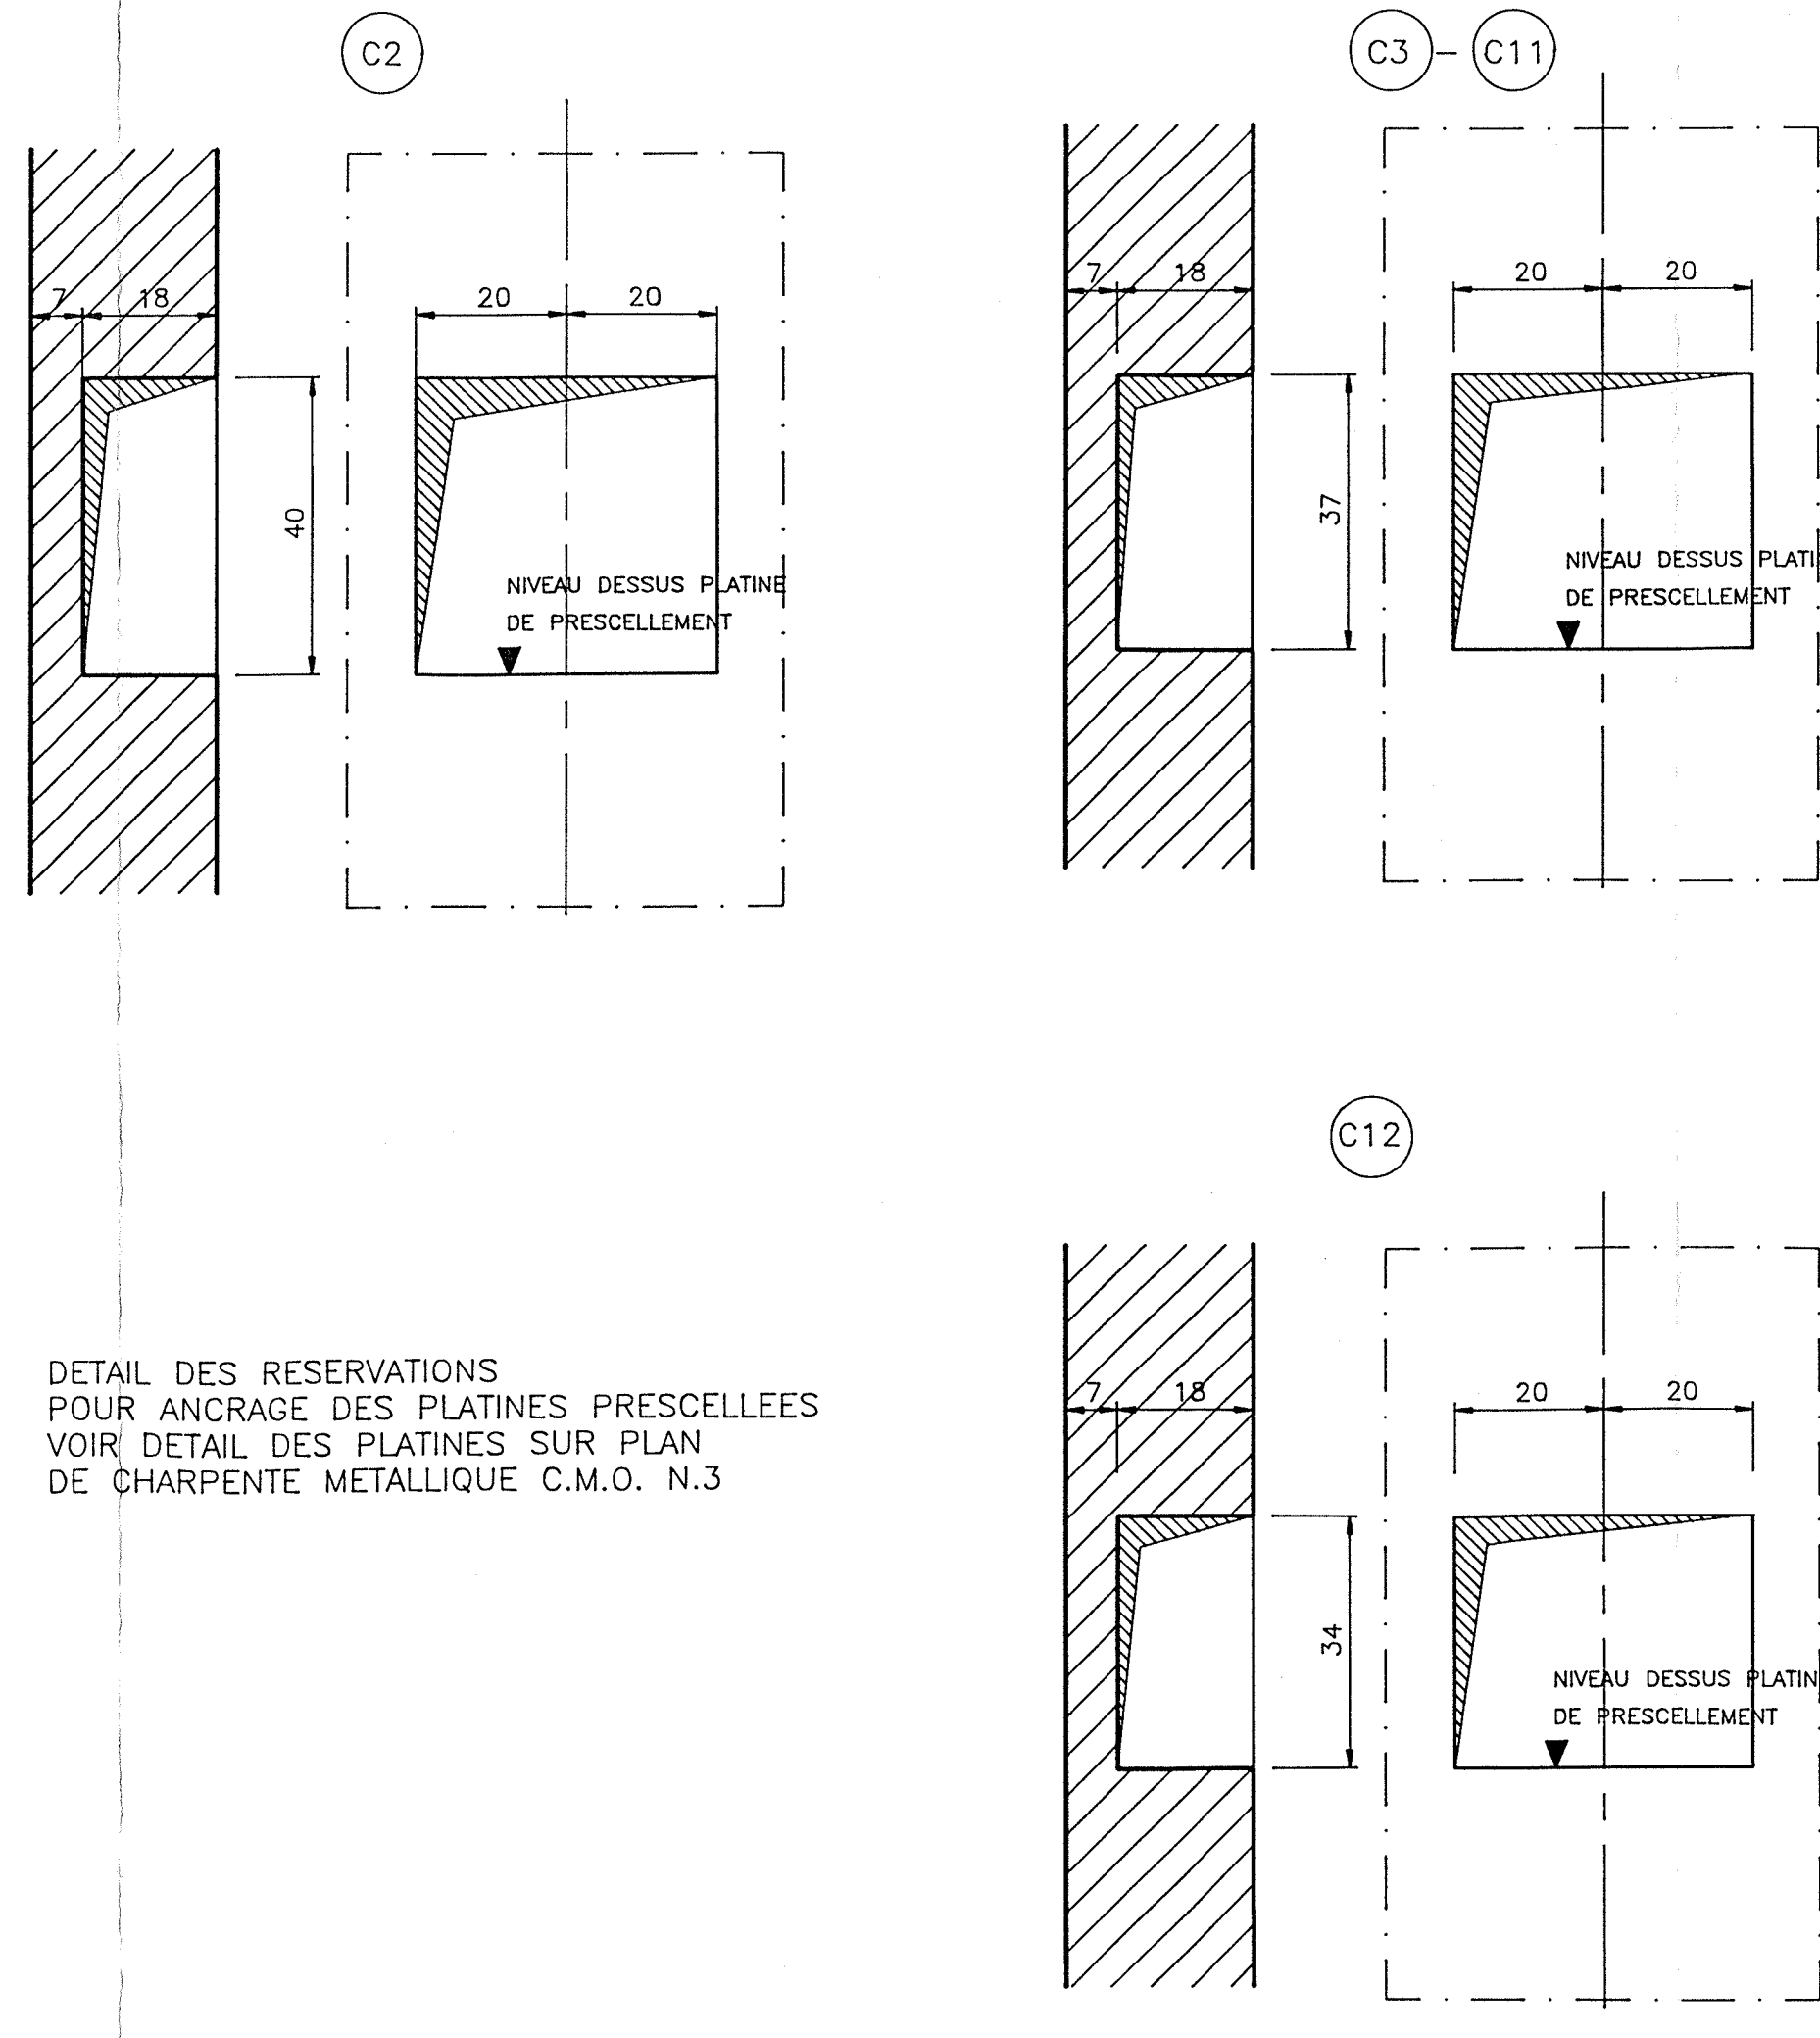 C2
7
18
20
20
40
NIVEAU DESSUS PLATINE
DE PRESCELLEMENT
C3 - C11
7
18
20
20
37
NIVEAU DESSUS PLATI
DE PRESCELLEMENT
C12
7
18
20
20
34
NIVEAU DESSUS PLATIN
DE PRESCELLEMENT
DETAIL DES RESERVATIONS
POUR ANCRAGE DES PLATINES PRESCELLEES
VOIR DETAIL DES PLATINES SUR PLAN
DE CHARPENTE METALLIQUE C.M.O. N.3